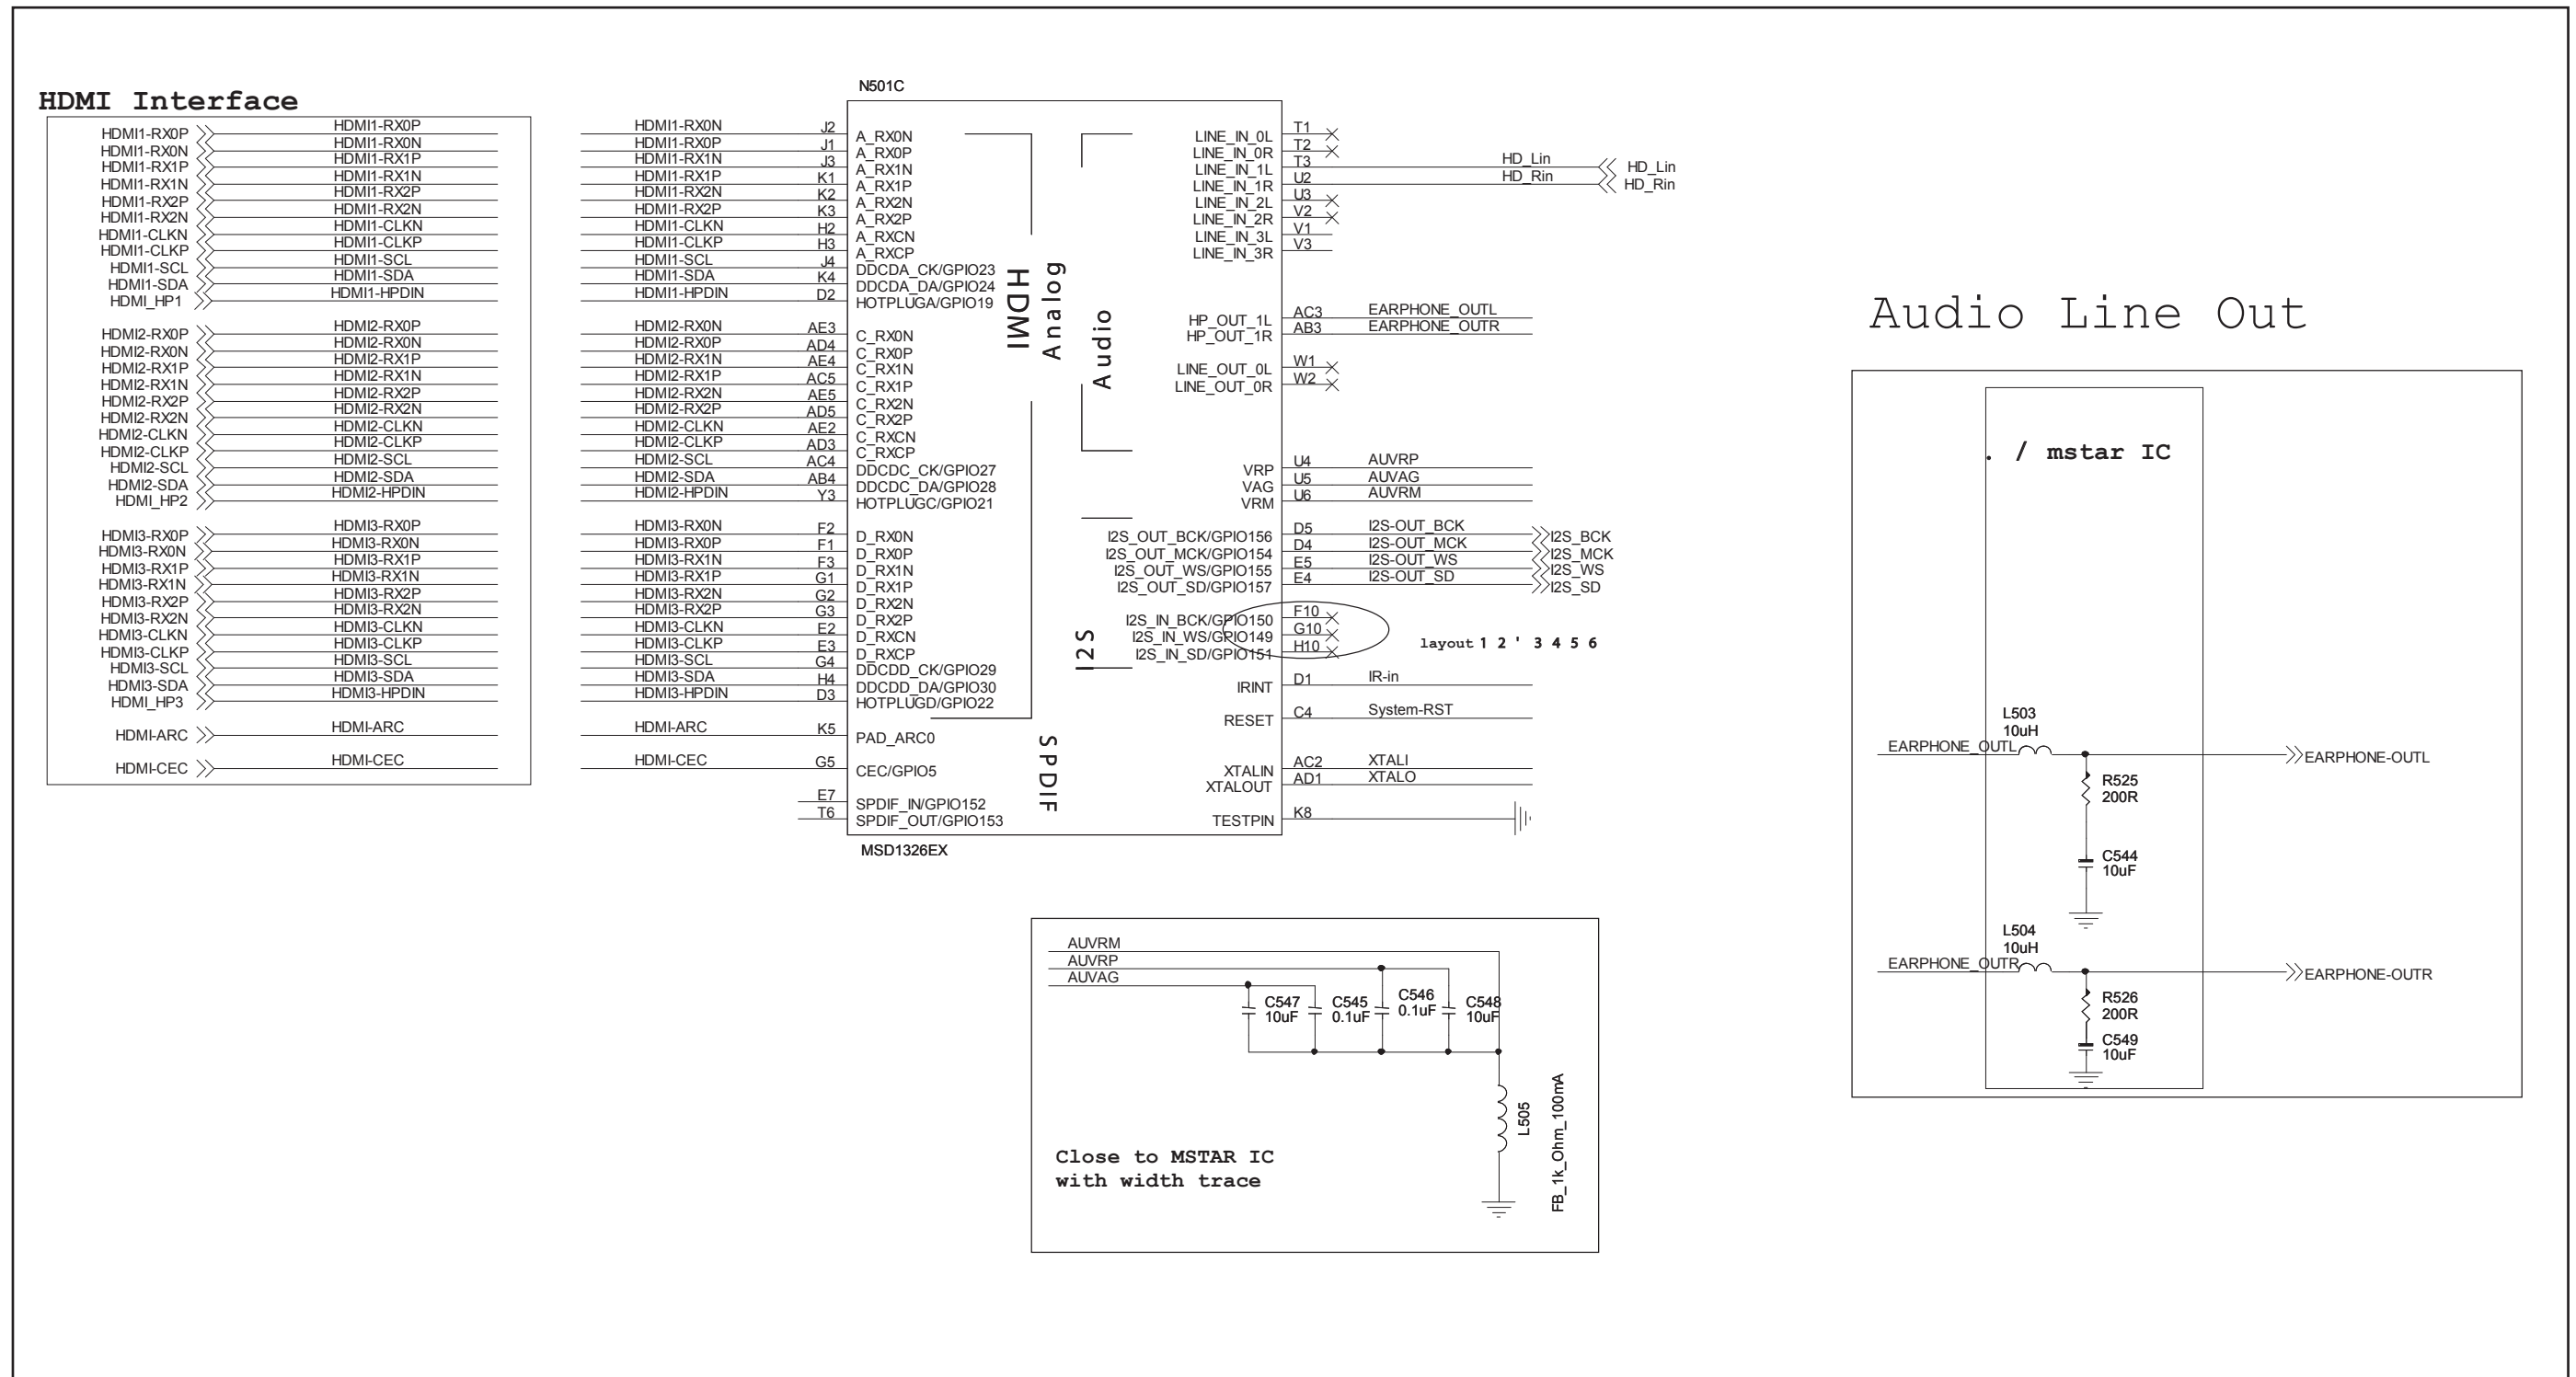 HDMI Interface
HDMI1-RX0P HDMI1-RX0P
HDMI1-RX0N HDMI1-RX0N
HDMI1-RX1P HDMI1-RX1P
HDMI1-RX1N HDMI1-RX1N
HDMI1-RX2P HDMI1-RX2P
HDMI1-RX2N HDMI1-RX2N
HDMI1-CLKN HDMI1-CLKN
HDMI1-CLKP HDMI1-CLKP
HDMI1-SCL HDMI1-SCL
HDMI1-SDA HDMI1-SDA
HDMI_HP1 HDMI1-HPDIN
HDMI2-RX0P HDMI2-RX0P
HDMI2-RX0N HDMI2-RX0N
HDMI2-RX1P HDMI2-RX1P
HDMI2-RX1N HDMI2-RX1N
HDMI2-RX2P HDMI2-RX2P
HDMI2-RX2N HDMI2-RX2N
HDMI2-CLKN HDMI2-CLKN
HDMI2-CLKP HDMI2-CLKP
HDMI2-SCL HDMI2-SCL
HDMI2-SDA HDMI2-SDA
HDMI_HP2 HDMI2-HPDIN
HDMI3-RX0P HDMI3-RX0P
HDMI3-RX0N HDMI3-RX0N
HDMI3-RX1P HDMI3-RX1P
HDMI3-RX1N HDMI3-RX1N
HDMI3-RX2P HDMI3-RX2P
HDMI3-RX2N HDMI3-RX2N
HDMI3-CLKN HDMI3-CLKN
HDMI3-CLKP HDMI3-CLKP
HDMI3-SCL HDMI3-SCL
HDMI3-SDA HDMI3-SDA
HDMI_HP3 HDMI3-HPDIN
HDMI-ARC HDMI-ARC
HDMI-CEC HDMI-CEC
N501C
HDMI1-RX0N J2 A_RX0N
HDMI1-RX0P J1 A_RX0P
HDMI1-RX1N J3 A_RX1N
HDMI1-RX1P K1 A_RX1P
HDMI1-RX2N K2 A_RX2N
HDMI1-RX2P K3 A_RX2P
HDMI1-CLKN H2 A_RXCN
HDMI1-CLKP H3 A_RXCP
HDMI1-SCL J4 DDCDA_CK/GPIO23
HDMI1-SDA K4 DDCDA_DA/GPIO24
HDMI1-HPDIN D2 HOTPLUGA/GPIO19
HDMI2-RX0N AE3 C_RX0N
HDMI2-RX0P AD4 C_RX0P
HDMI2-RX1N AE4 C_RX1N
HDMI2-RX1P AC5 C_RX1P
HDMI2-RX2N AE5 C_RX2N
HDMI2-RX2P AD5 C_RX2P
HDMI2-CLKN AE2 C_RXCN
HDMI2-CLKP AD3 C_RXCP
HDMI2-SCL AC4 DDCDC_CK/GPIO27
HDMI2-SDA AB4 DDCDC_DA/GPIO28
HDMI2-HPDIN Y3 HOTPLUGC/GPIO21
HDMI3-RX0N F2 D_RX0N
HDMI3-RX0P F1 D_RX0P
HDMI3-RX1N F3 D_RX1N
HDMI3-RX1P G1 D_RX1P
HDMI3-RX2N G2 D_RX2N
HDMI3-RX2P G3 D_RX2P
HDMI3-CLKN E2 D_RXCN
HDMI3-CLKP E3 D_RXCP
HDMI3-SCL G4 DDCDD_CK/GPIO29
HDMI3-SDA H4 DDCDD_DA/GPIO30
HDMI3-HPDIN D3 HOTPLUGD/GPIO22
HDMI-ARC K5 PAD_ARC0
HDMI-CEC G5 CEC/GPIO5
E7 SPDIF_IN/GPIO152
T6 SPDIF_OUT/GPIO153
MSD1326EX
HDMI
Analog
Audio
I2S
SPDIF
LINE_IN_0L T1
LINE_IN_0R T2
LINE_IN_1L T3 HD_Lin HD_Lin
LINE_IN_1R U2 HD_Rin HD_Rin
LINE_IN_2L U3
LINE_IN_2R V2
LINE_IN_3L V1
LINE_IN_3R V3
HP_OUT_1L AC3 EARPHONE_OUTL
HP_OUT_1R AB3 EARPHONE_OUTR
LINE_OUT_0L W1
LINE_OUT_0R W2
VRP U4 AUVRP
VAG U5 AUVAG
VRM U6 AUVRM
I2S_OUT_BCK/GPIO156 D5 I2S-OUT_BCK I2S_BCK
I2S_OUT_MCK/GPIO154 D4 I2S-OUT_MCK I2S_MCK
I2S_OUT_WS/GPIO155 E5 I2S-OUT_WS I2S_WS
I2S_OUT_SD/GPIO157 E4 I2S-OUT_SD I2S_SD
I2S_IN_BCK/GPIO150 F10
I2S_IN_WS/GPIO149 G10
I2S_IN_SD/GPIO151 H10
layout 1 2 ' 3 4 5 6
IRINT D1 IR-in
RESET C4 System-RST
XTALIN AC2 XTALI
XTALOUT AD1 XTALO
TESTPIN K8
AUVRM
AUVRP
AUVAG
C547 10uF
C545 0.1uF
C546 0.1uF
C548 10uF
L505
FB_1k_Ohm_100mA
Close to MSTAR IC
with width trace
Audio Line Out
. / mstar IC
L503
10uH
EARPHONE_OUTL EARPHONE-OUTL
R525
200R
C544
10uF
L504
10uH
EARPHONE_OUTR EARPHONE-OUTR
R526
200R
C549
10uF